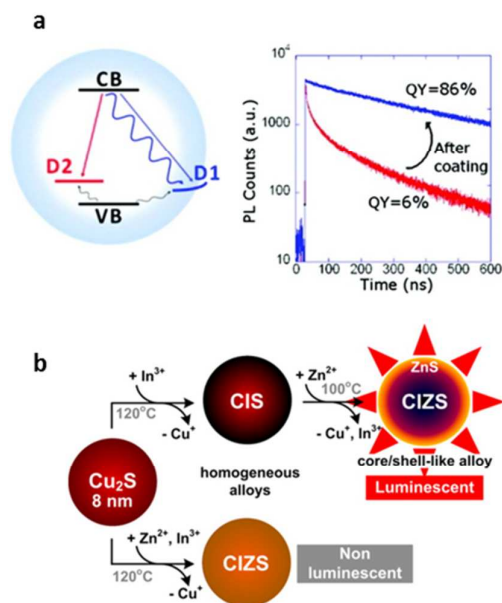 a
CB
D2
D1
VB
PL Counts (a.u.)
10⁴
1000
100
10
QY=86%
After
coating
QY=6%
0 100 200 300 400 500 600
Time (ns)
b
+ In³⁺
120°C
- Cu⁺
CIS
+ Zn²⁺
100°C
- Cu⁺, In³⁺
ZnS
CIZS
core/shell-like alloy
Luminescent
homogeneous
alloys
Cu₂S
8 nm
+ Zn²⁺, In³⁺
120°C
- Cu⁺
CIZS
Non
luminescent